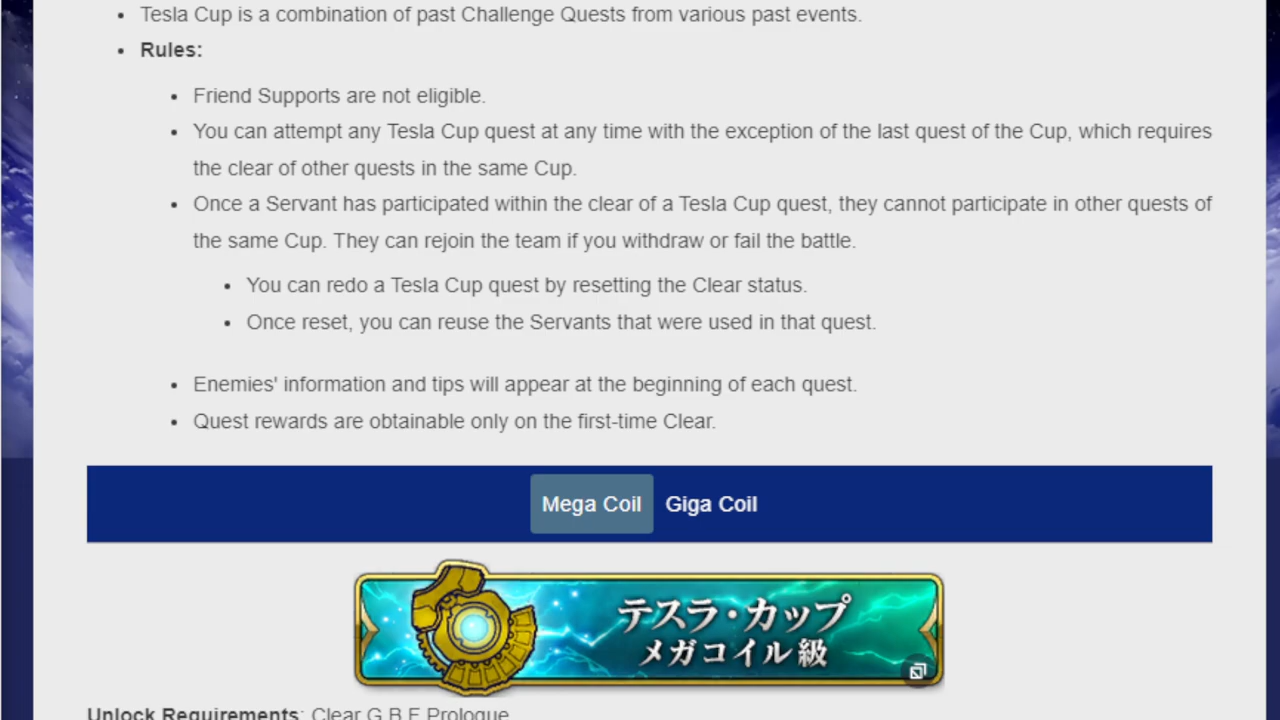 Tesla Cup is a combination of past Challenge Quests from various past events.
Rules:
Friend Supports are not eligible.
You can attempt any Tesla Cup quest at any time with the exception of the last quest of the Cup, which requires
the clear of other quests in the same Cup.
Once a Servant has participated within the clear of a Tesla Cup quest, they cannot participate in other quests of
the same Cup. They can rejoin the team if you withdraw or fail the battle.
You can redo a Tesla Cup quest by resetting the Clear status.
Once reset, you can reuse the Servants that were used in that quest.
Enemies' information and tips will appear at the beginning of each quest.
Quest rewards are obtainable only on the first-time Clear.
Mega Coil Giga Coil
テスラ・カップ
メガコイル級
Unlock Requirements: Clear G.B.F Prologue